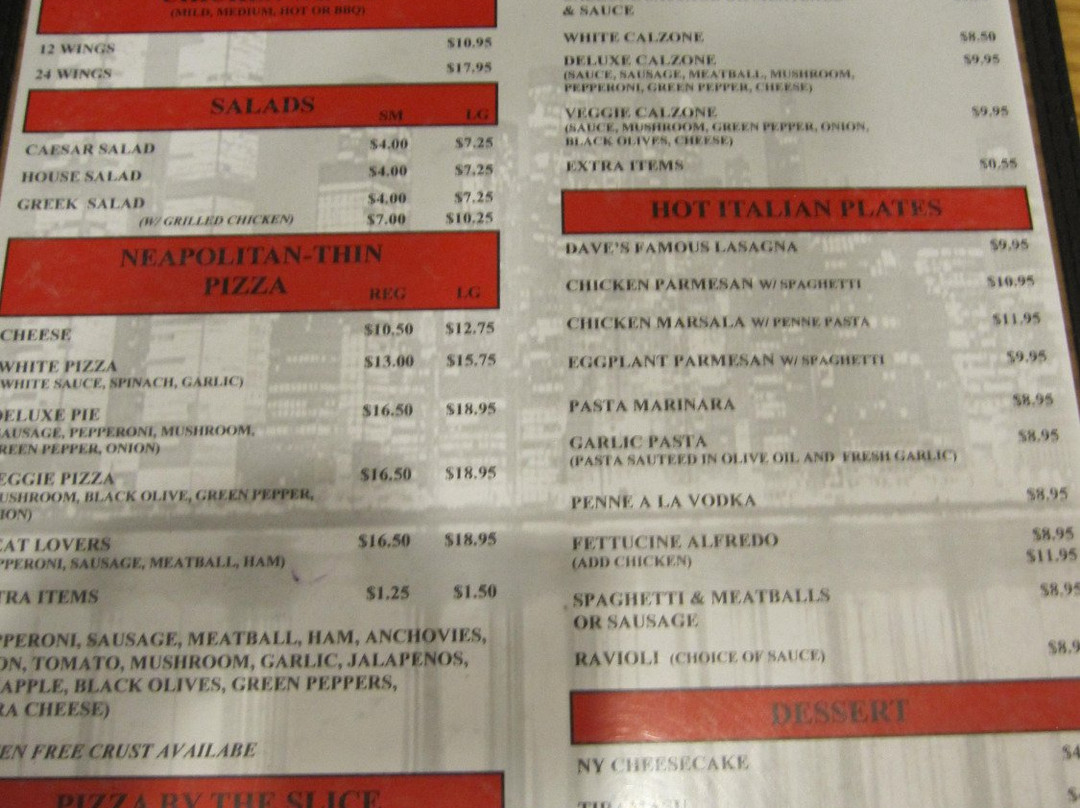 (MILD, MEDIUM, HOT OR BBQ)
12 WINGS $10.95
24 WINGS $17.95
SALADS SM LG
CAESAR SALAD $4.00 $7.25
HOUSE SALAD $4.00 $7.25
GREEK SALAD $4.00 $7.25
(W/ GRILLED CHICKEN) $7.00 $10.25
NEAPOLITAN-THIN
PIZZA REG LG
CHEESE $10.50 $12.75
WHITE PIZZA $13.00 $15.75
WHITE SAUCE, SPINACH, GARLIC)
ELUXE PIE $16.50 $18.95
AUSAGE, PEPPERONI, MUSHROOM,
REEN PEPPER, ONION)
EGGIE PIZZA $16.50 $18.95
USHROOM, BLACK OLIVE, GREEN PEPPER,
ION)
EAT LOVERS $16.50 $18.95
PPERONI, SAUSAGE, MEATBALL, HAM)
TRA ITEMS $1.25 $1.50
PPERONI, SAUSAGE, MEATBALL, HAM, ANCHOVIES,
ON, TOMATO, MUSHROOM, GARLIC, JALAPENOS,
APPLE, BLACK OLIVES, GREEN PEPPERS,
RA CHEESE)
EN FREE CRUST AVAILABE
PIZZA BY THE SLICE
& SAUCE
WHITE CALZONE $8.50
DELUXE CALZONE $9.95
(SAUCE, SAUSAGE, MEATBALL, MUSHROOM,
PEPPERONI, GREEN PEPPER, CHEESE)
VEGGIE CALZONE $9.95
(SAUCE, MUSHROOM, GREEN PEPPER, ONION,
BLACK OLIVES, CHEESE)
EXTRA ITEMS $0.55
HOT ITALIAN PLATES
DAVE'S FAMOUS LASAGNA $9.95
CHICKEN PARMESAN W/ SPAGHETTI $10.95
CHICKEN MARSALA W/ PENNE PASTA $11.95
EGGPLANT PARMESAN W/ SPAGHETTI $9.95
PASTA MARINARA $8.95
GARLIC PASTA $8.95
(PASTA SAUTEED IN OLIVE OIL AND FRESH GARLIC)
PENNE A LA VODKA $8.95
FETTUCINE ALFREDO $8.95
(ADD CHICKEN) $11.95
SPAGHETTI & MEATBALLS $8.95
OR SAUSAGE
RAVIOLI (CHOICE OF SAUCE) $8.9
DESSERT
NY CHEESECAKE $4